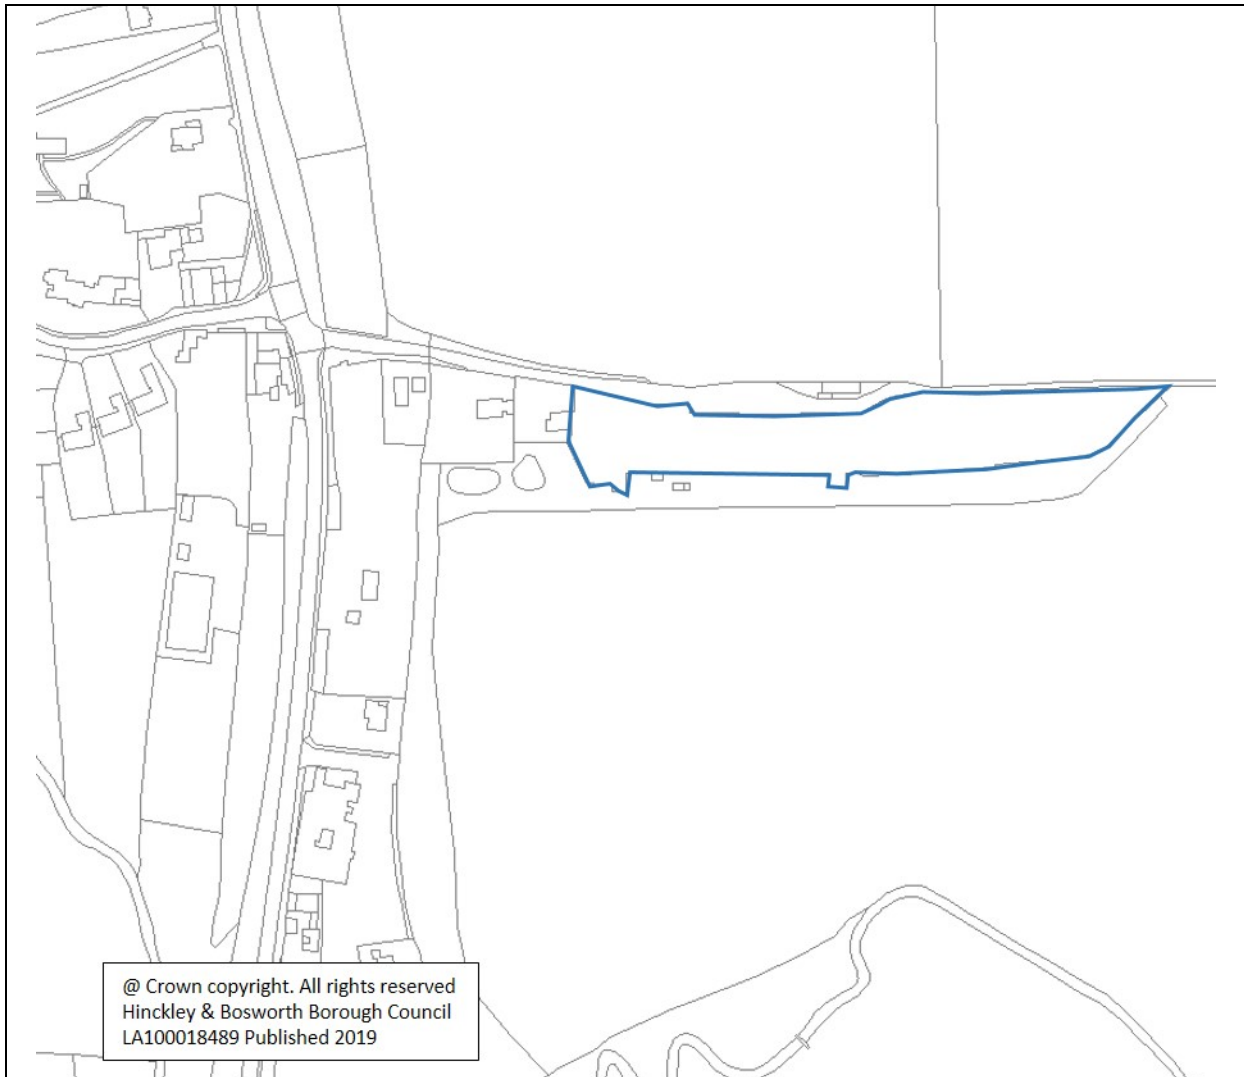 @ Crown copyright. All rights reserved
Hinckley & Bosworth Borough Council
LA100018489 Published 2019